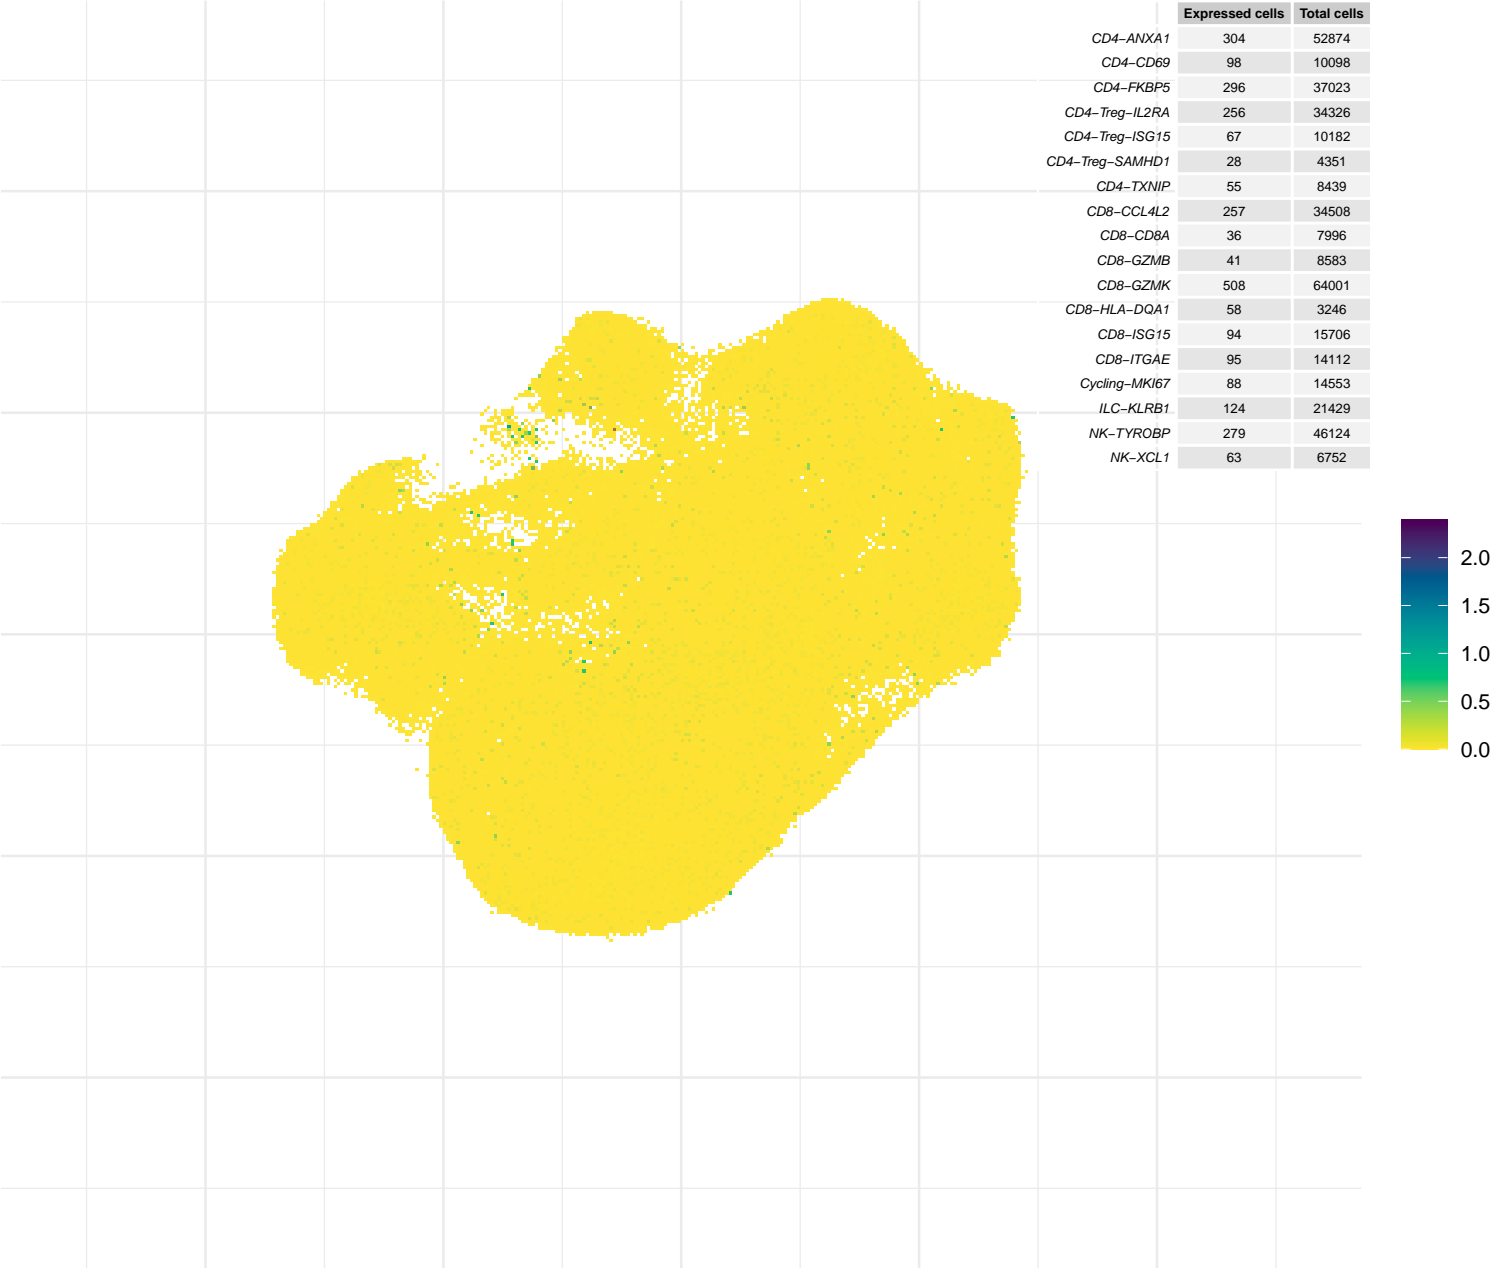 Expressed cells Total cells
CD4−ANXA1 304 52874
CD4−CD69 98 10098
CD4−FKBP5 296 37023
CD4−Treg−IL2RA 256 34326
CD4−Treg−ISG15 67 10182
CD4−Treg−SAMHD1 28 4351
CD4−TXNIP 55 8439
CD8−CCL4L2 257 34508
CD8−CD8A 36 7996
CD8−GZMB 41 8583
CD8−GZMK 508 64001
CD8−HLA−DQA1 58 3246
CD8−ISG15 94 15706
CD8−ITGAE 95 14112
Cycling−MKI67 88 14553
ILC−KLRB1 124 21429
NK−TYROBP 279 46124
NK−XCL1 63 6752
2.0
1.5
1.0
0.5
0.0